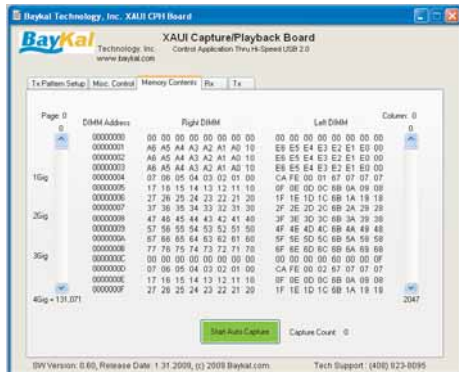 Baykal Technology, Inc. XAUI CPH Board
BayKal Technology, Inc.
www.baykal.com
XAUI Capture/Playback Board
Control Application Thru Hi-Speed USB 2.0
Tx Pattern Setup Misc. Control Memory Contents Rx Tx
Page: 0 Column: 0
0 DIMM Address Right DIMM Left DIMM 0
00000000 00 00 00 00 00 00 00 00 00 00 00 00 00 00 00 00
00000001 A6 A5 A4 A3 A2 A1 A0 10 E6 E5 E4 E3 E2 E1 E0 00
00000002 A6 A5 A4 A3 A2 A1 A0 10 E6 E5 E4 E3 E2 E1 E0 00
00000003 A6 A5 A4 A3 A2 A1 A0 10 E6 E5 E4 E3 E2 E1 E0 00
1Gig 00000004 07 06 05 04 03 02 01 00 CA FE 00 01 67 07 07 07
00000005 17 16 15 14 13 12 11 10 0F 0E 0D 0C 6B 0A 09 08
00000006 27 26 25 24 23 22 21 20 1F 1E 1D 1C 6B 1A 19 18
00000007 37 36 35 34 33 32 31 30 2F 2E 2D 2C 6B 2A 29 28
2Gig 00000008 47 46 45 44 43 42 41 40 3F 3E 3D 3C 6B 3A 39 38
00000009 57 56 55 54 53 52 51 50 4F 4E 4D 4C 6B 4A 49 48
0000000A 67 66 65 64 63 62 61 60 5F 5E 5D 5C 6B 5A 59 58
0000000B 77 76 75 74 73 72 71 70 6F 6E 6D 6C 6B 6A 69 68
3Gig 0000000C 00 00 00 00 00 00 00 00 00 00 00 00 60 00 00 0F
0000000D 07 06 05 04 03 02 01 00 CA FE 00 02 67 07 07 07
0000000E 17 16 15 14 13 12 11 10 0F 0E 0D 0C 6B 0A 09 08
0000000F 27 26 25 24 23 22 21 20 1F 1E 1D 1C 6B 1A 19 18
4Gig = 131,071 2047
Start Auto Capture Capture Count: 0
SW Version: 0.60, Release Date: 1.31.2009, (c) 2009 Baykal.com. Tech Support: (408) 823-8095